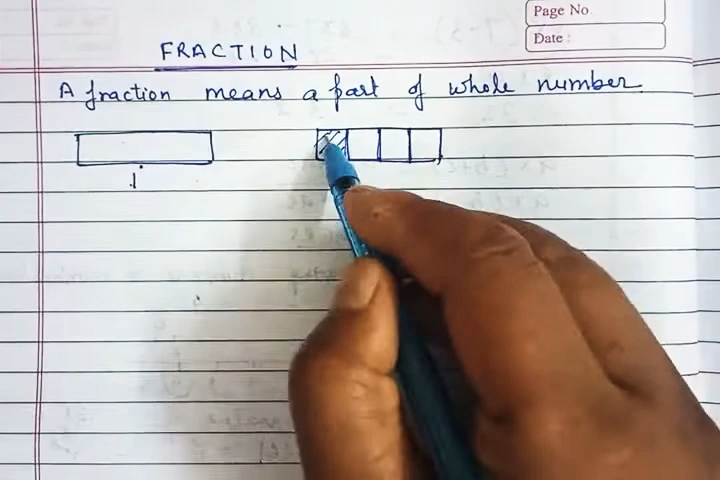 Page No.
Date :
FRACTION
A fraction means a part of whole number.
1